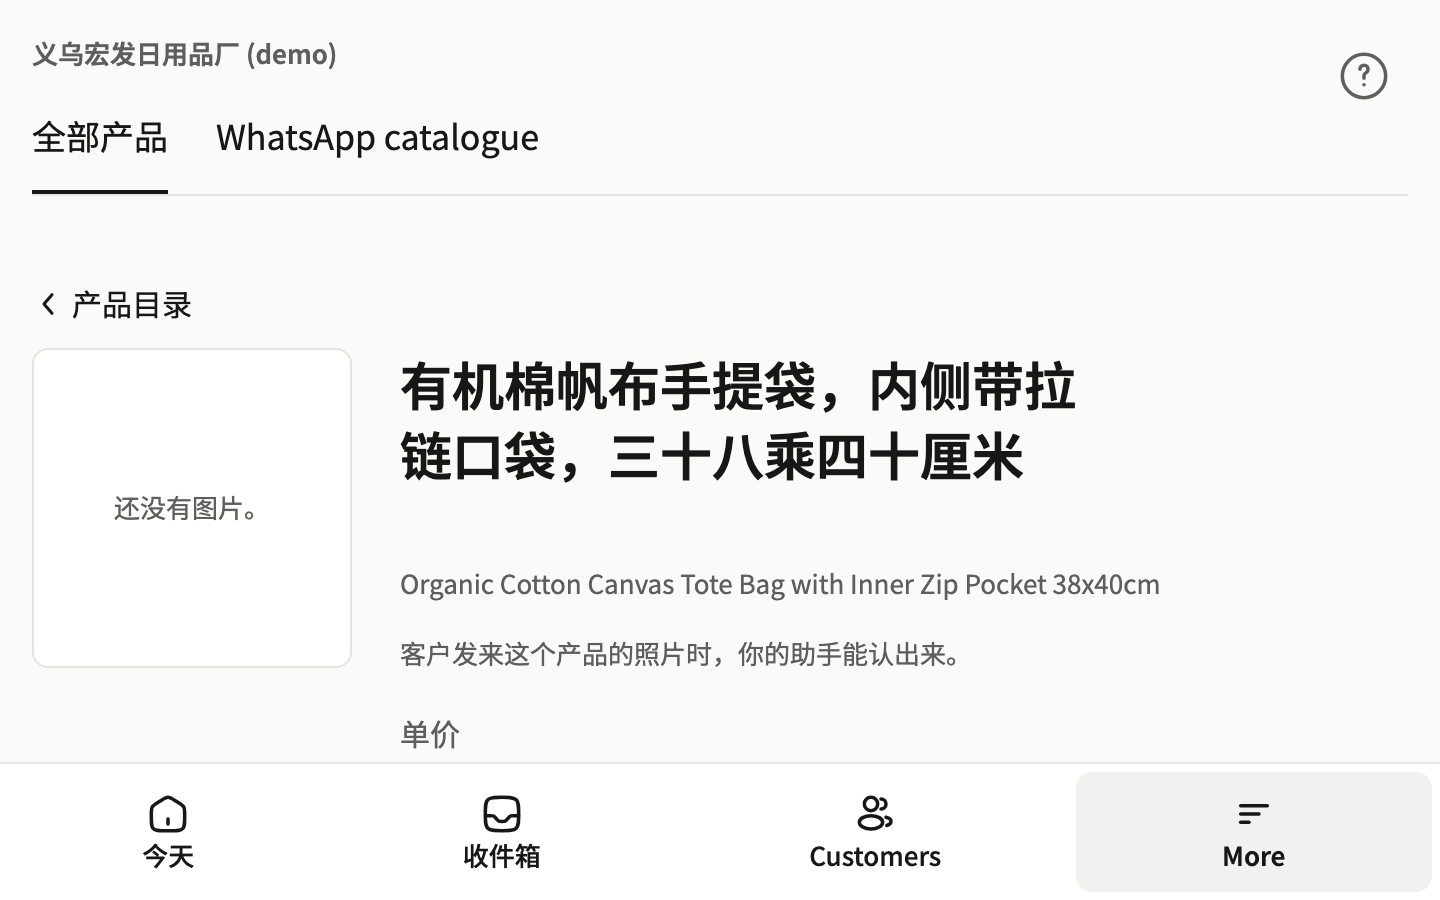 义乌宏发日用品厂 (demo)
?
全部产品
WhatsApp catalogue
产品目录
有机棉帆布手提袋，内侧带拉
链口袋，三十八乘四十厘米
还没有图片。
Organic Cotton Canvas Tote Bag with Inner Zip Pocket 38x40cm
客户发来这个产品的照片时，你的助手能认出来。
单价
今天
收件箱
Customers
More